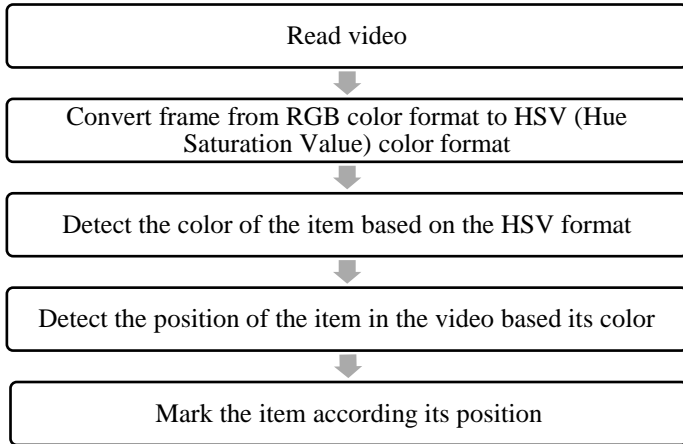 Read video
Convert frame from RGB color format to HSV (Hue
Saturation Value) color format
Detect the color of the item based on the HSV format
Detect the position of the item in the video based its color
Mark the item according its position